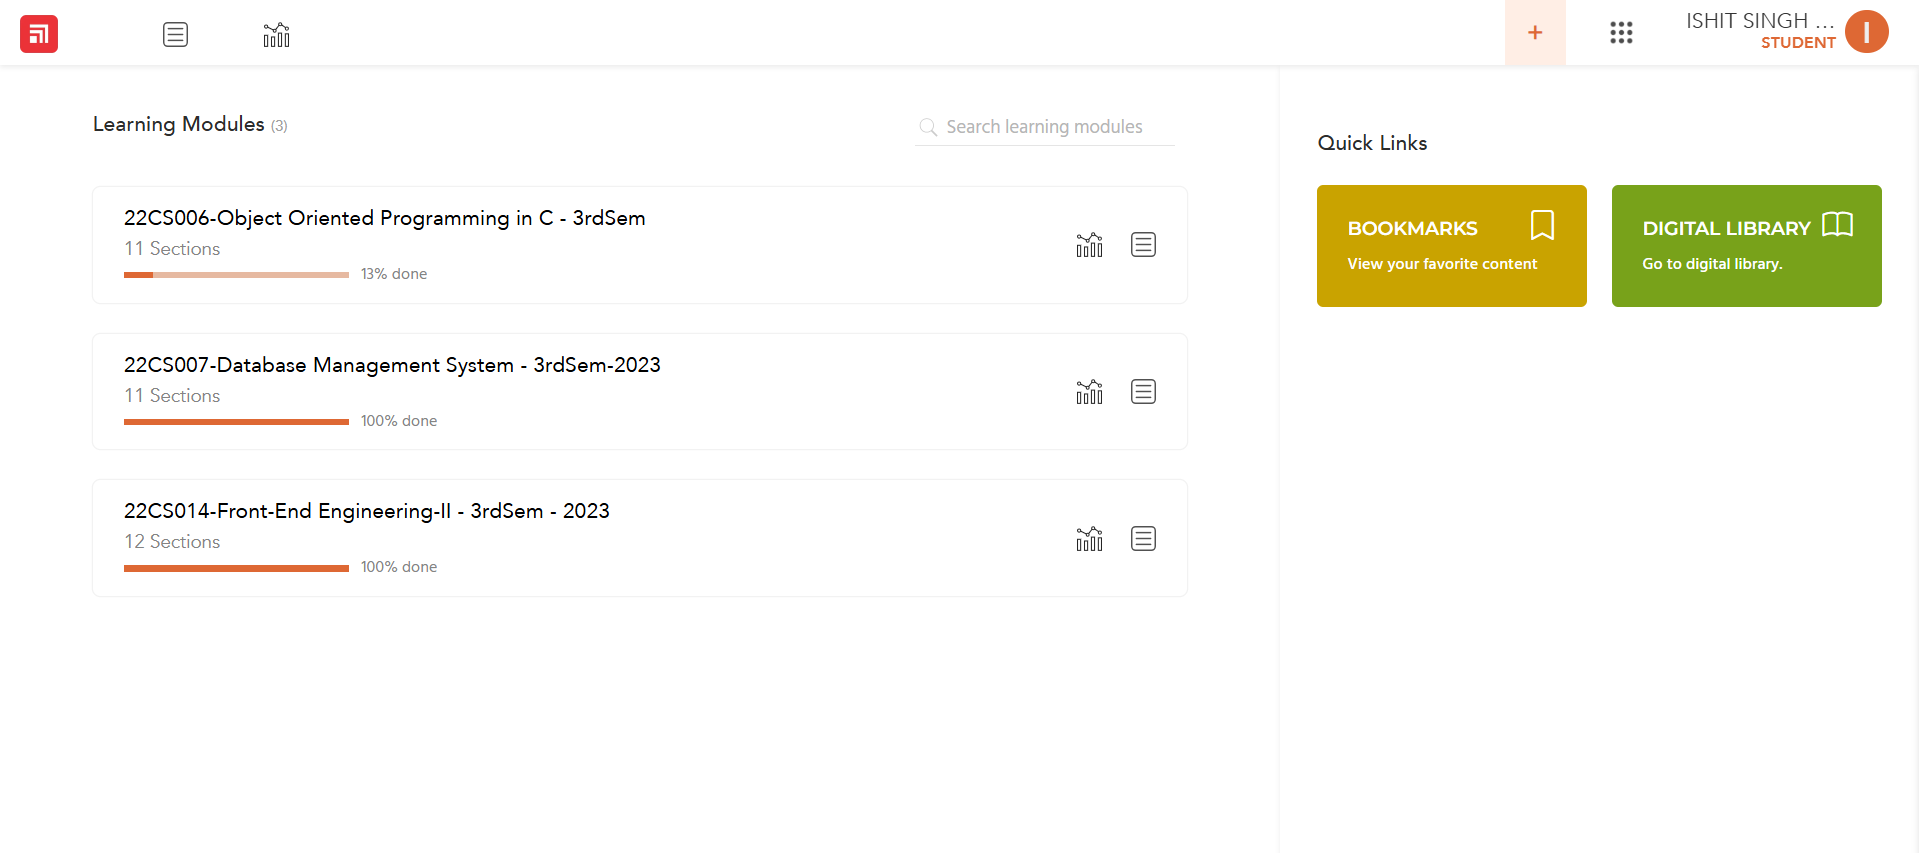 ISHIT SINGH ...
STUDENT
I
Learning Modules (3)
Search learning modules
22CS006-Object Oriented Programming in C - 3rdSem
11 Sections
13% done
22CS007-Database Management System - 3rdSem-2023
11 Sections
100% done
22CS014-Front-End Engineering-II - 3rdSem - 2023
12 Sections
100% done
Quick Links
BOOKMARKS
View your favorite content
DIGITAL LIBRARY
Go to digital library.